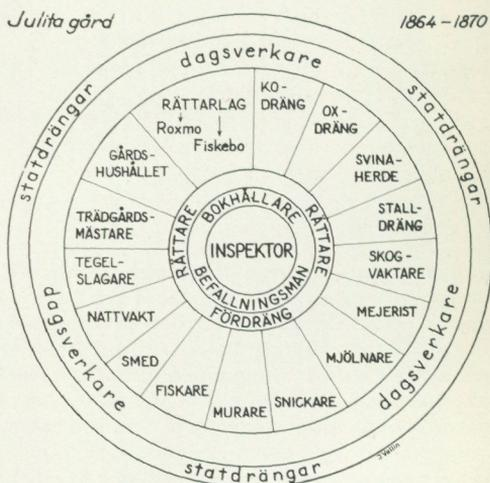 Julita gård
1864-1870
statdrängar
dagsverkare
statdrängar
RÄTTARLAG
Roxmo
Fiskebo
KO-
DRÄNG
OX-
DRÄNG
SVINA-
HERDE
STALL-
DRÄNG
SKOG-
VAKTARE
MEJERIST
MJÖLNARE
SNICKARE
MURARE
FISKARE
SMED
NATTVAKT
TEGEL-
SLAGARE
TRÄDGÅRDS-
MÄSTARE
GÅRDS-
HUSHÅLLET
RÄTTARE
BOKHÅLLARE
RÄTTARE
INSPEKTOR
BEFALLNINGSMAN
FÖRDRÄNG
dagsverkare
dagsverkare
statdrängar